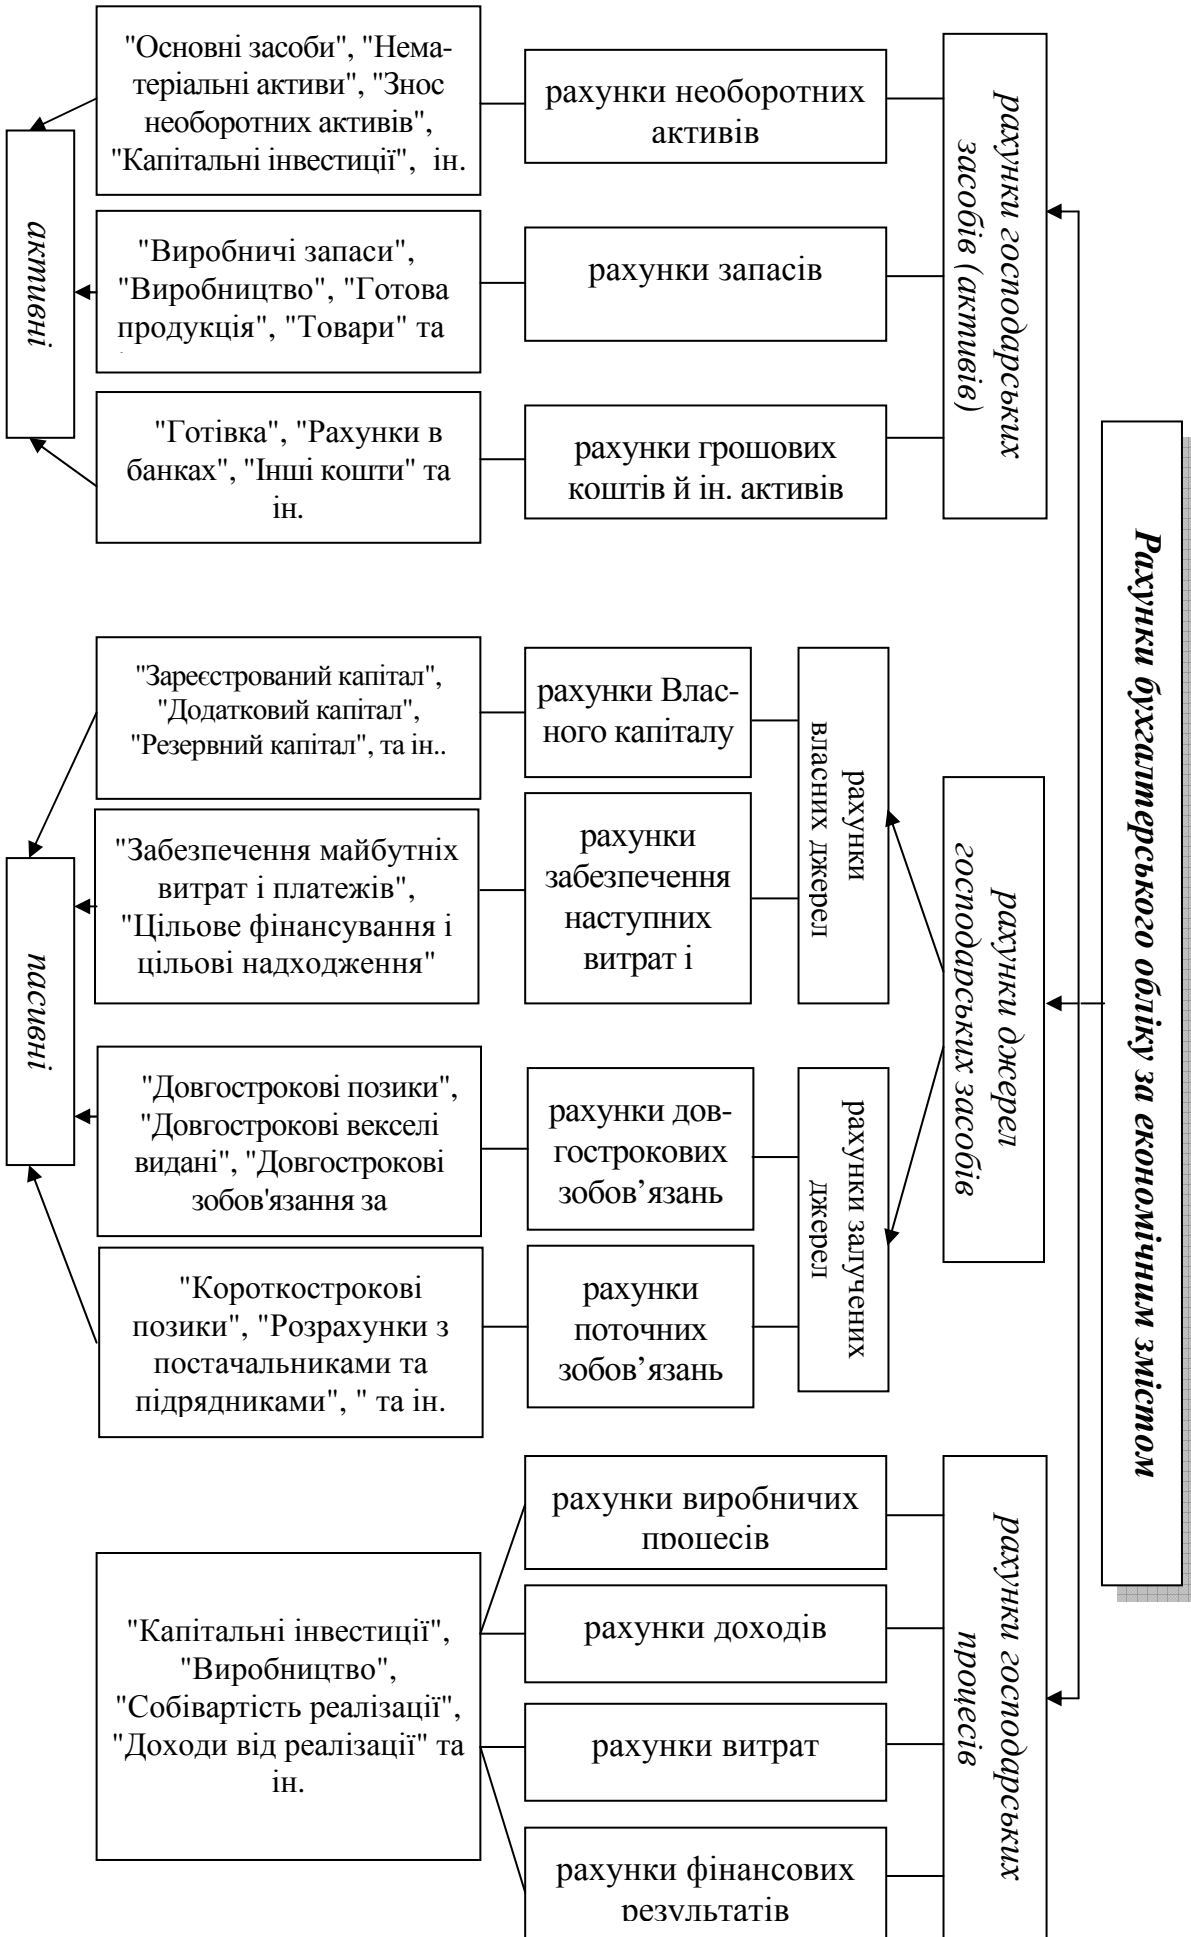 Рахунки бухгалтерського обліку за економічним змістом
рахунки господарських
засобів (активів)
рахунки необоротних
активів
"Основні засоби", "Нема-
теріальні активи", "Знос
необоротних активів",
"Капітальні інвестиції", ін.
рахунки запасів
"Виробничі запаси",
"Виробництво", "Готова
продукція", "Товари" та
рахунки грошових
коштів й ін. активів
"Готівка", "Рахунки в
банках", "Інші кошти" та
ін.
активні
рахунки джерел
господарських засобів
рахунки
власних джерел
рахунки Влас-
ного капіталу
"Зареєстрований капітал",
"Додатковий капітал",
"Резервний капітал", та ін..
рахунки
забезпечення
наступних
витрат і
"Забезпечення майбутніх
витрат і платежів",
"Цільове фінансування і
цільові надходження"
рахунки залучених
джерел
рахунки дов-
гострокових
зобов’язань
"Довгострокові позики",
"Довгострокові векселі
видані", "Довгострокові
зобов'язання за
рахунки
поточних
зобов’язань
"Короткострокові
позики", "Розрахунки з
постачальниками та
підрядниками", " та ін.
пасивні
рахунки господарських
процесів
рахунки виробничих
процесів
рахунки доходів
рахунки витрат
рахунки фінансових
результатів
"Капітальні інвестиції",
"Виробництво",
"Собівартість реалізації",
"Доходи від реалізації" та
ін.